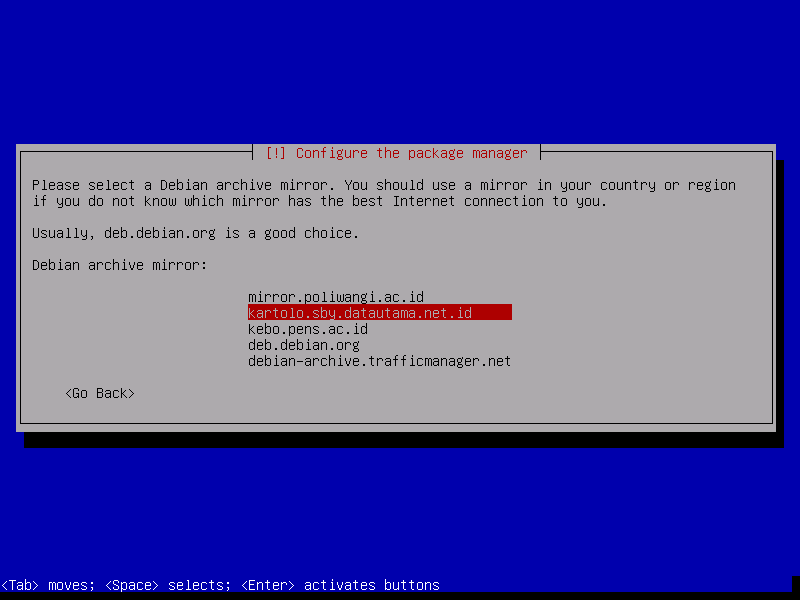 [!] Configure the package manager
Please select a Debian archive mirror. You should use a mirror in your country or region
if you do not know which mirror has the best Internet connection to you.
Usually, deb.debian.org is a good choice.
Debian archive mirror:
mirror.poliwangi.ac.id
kartolo.sby.datautama.net.id
kebo.pens.ac.id
deb.debian.org
debian-archive.trafficmanager.net
<Go Back>
<Tab> moves; <Space> selects; <Enter> activates buttons